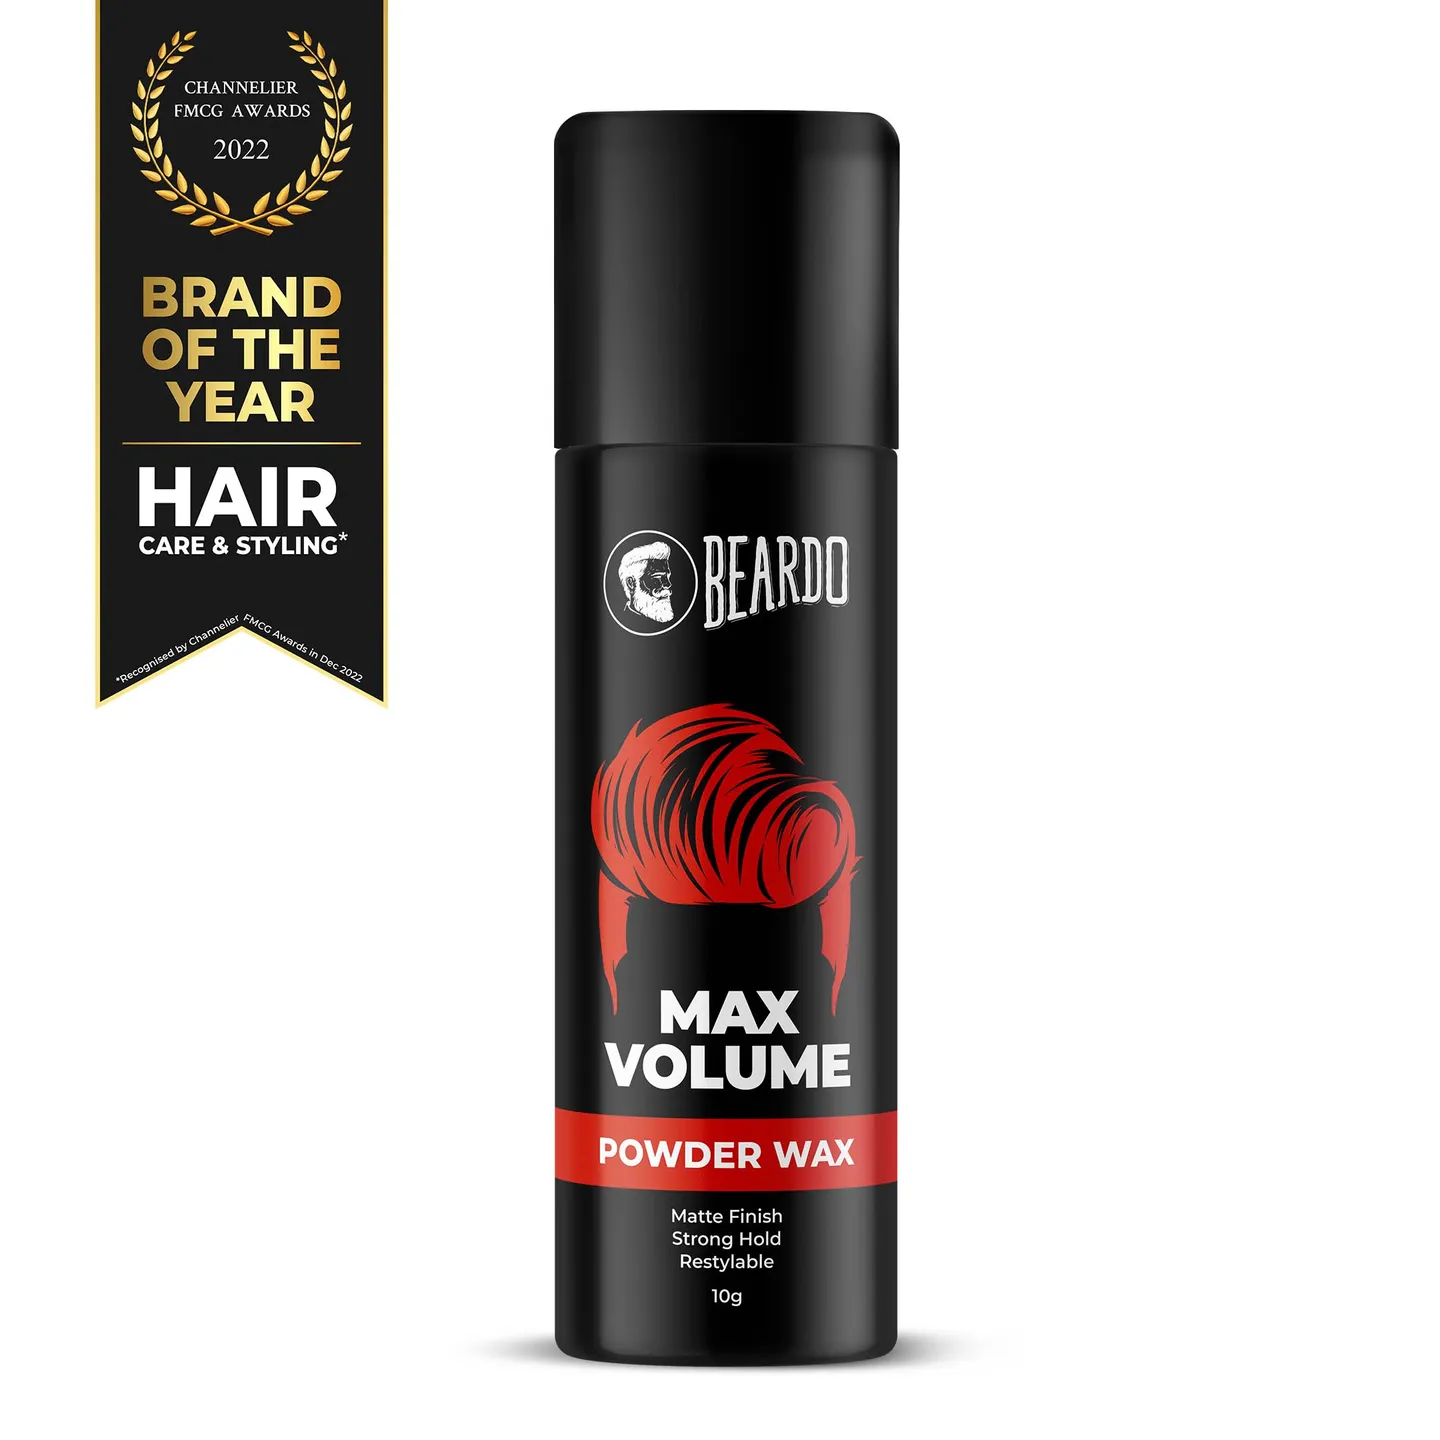 CHANNELIER
FMCG AWARDS
2022
BRAND
OF THE
YEAR
HAIR
CARE & STYLING*
*Recognised by Channelier FMCG Awards in Dec 2022
BEARDO
MAX
VOLUME
POWDER WAX
Matte Finish
Strong Hold
Restylable
10g